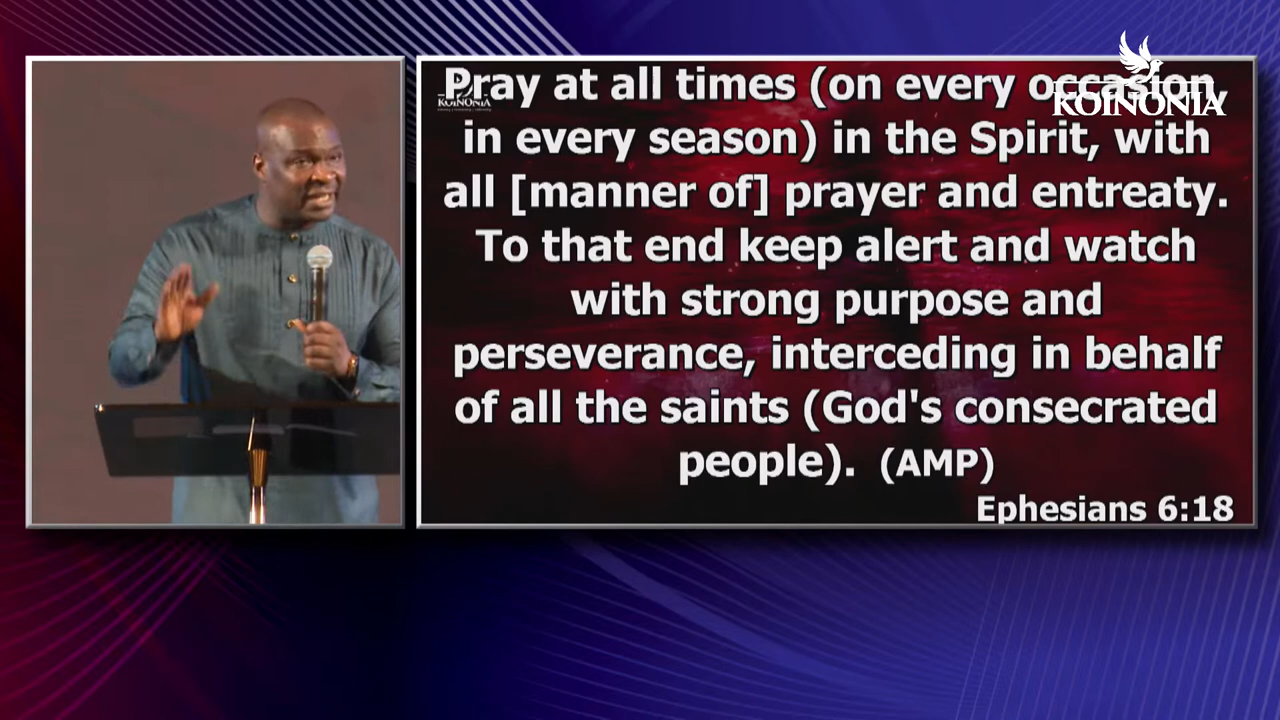 Pray at all times (on every occasion,
in every season) in the Spirit, with
all [manner of] prayer and entreaty.
To that end keep alert and watch
with strong purpose and
perseverance, interceding in behalf
of all the saints (God's consecrated
people). (AMP)
Ephesians 6:18
KOINONIA
KOINONIA